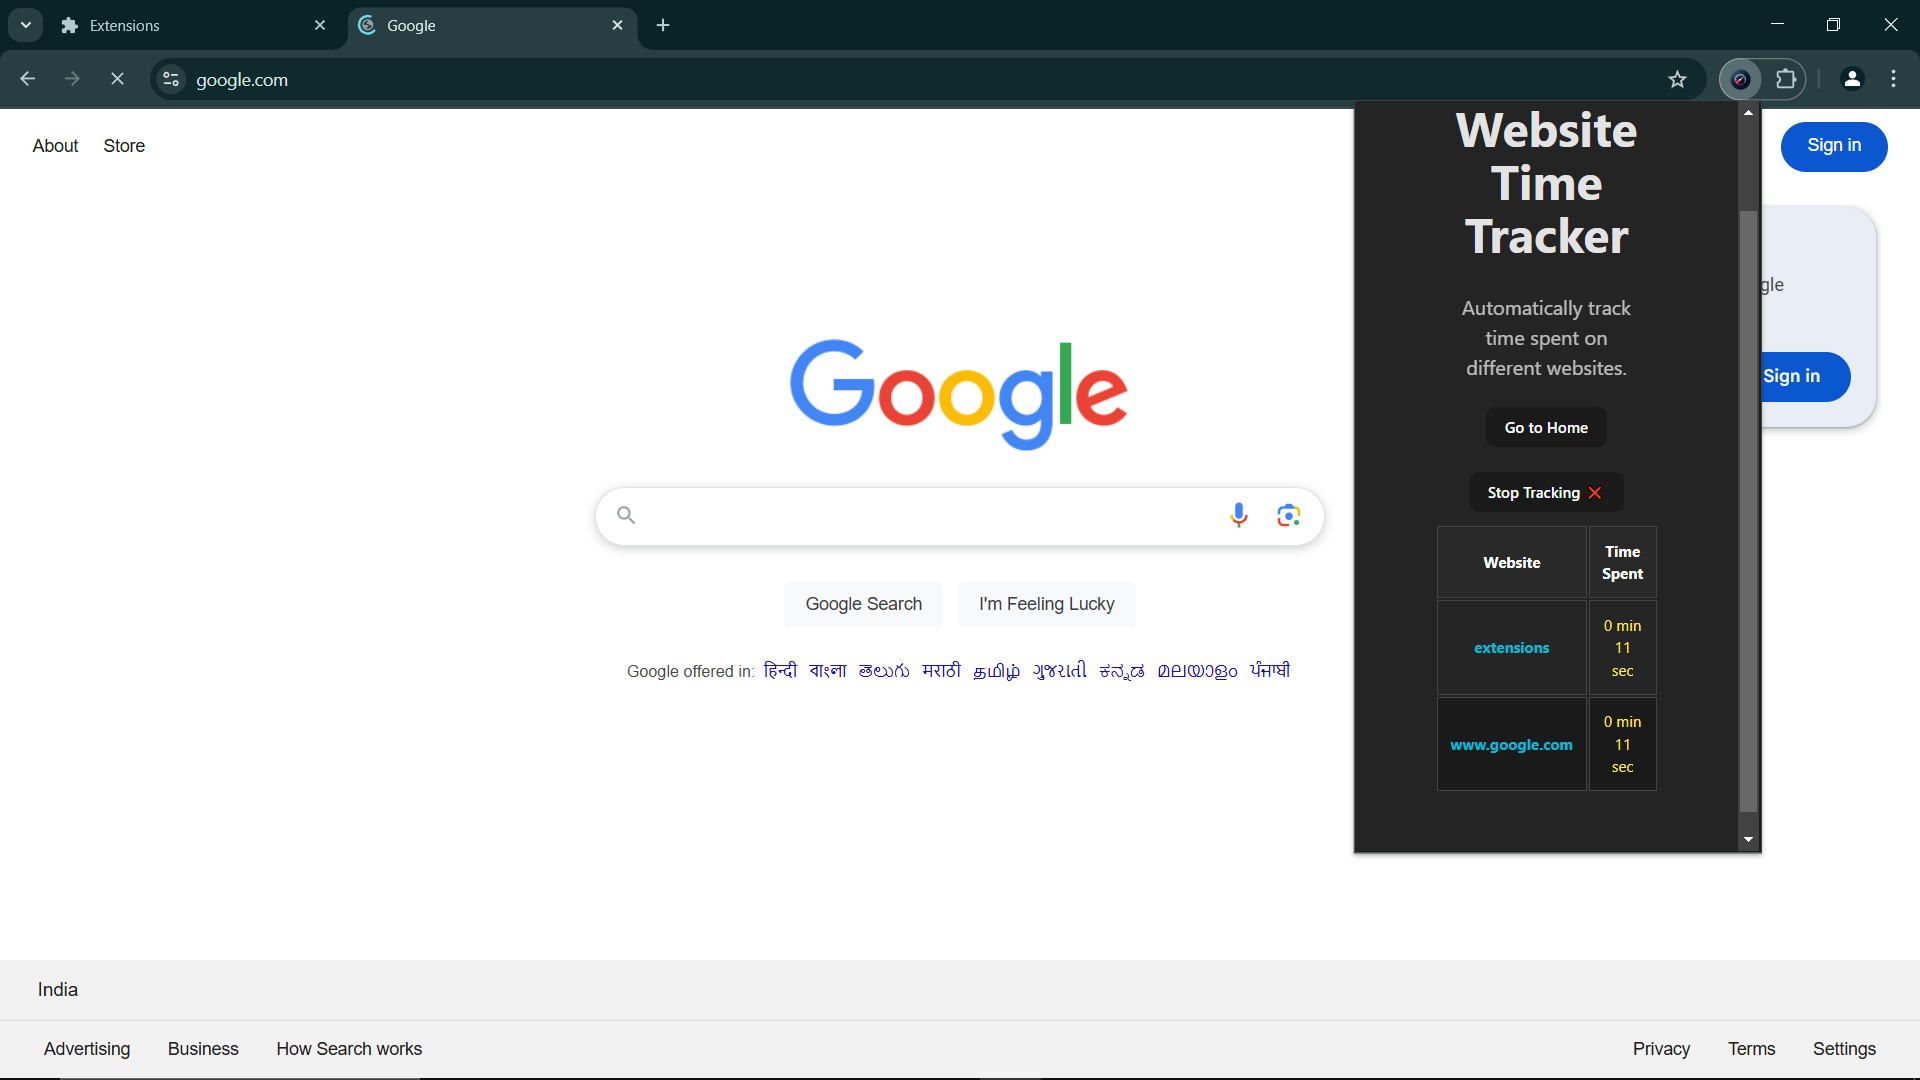 Extensions
Google
google.com
About
Store
Sign in
gle
Sign in
Google
Google Search
I'm Feeling Lucky
Google offered in: हिन्दी বাংলা తెలుగు मराठी தமிழ் ગુજરાતી ಕನ್ನಡ മലയാളം ਪੰਜਾਬੀ
Website
Time
Tracker
Automatically track
time spent on
different websites.
Go to Home
Stop Tracking ❌
Website
Time
Spent
extensions
0 min
11
sec
www.google.com
0 min
11
sec
India
Advertising
Business
How Search works
Privacy
Terms
Settings